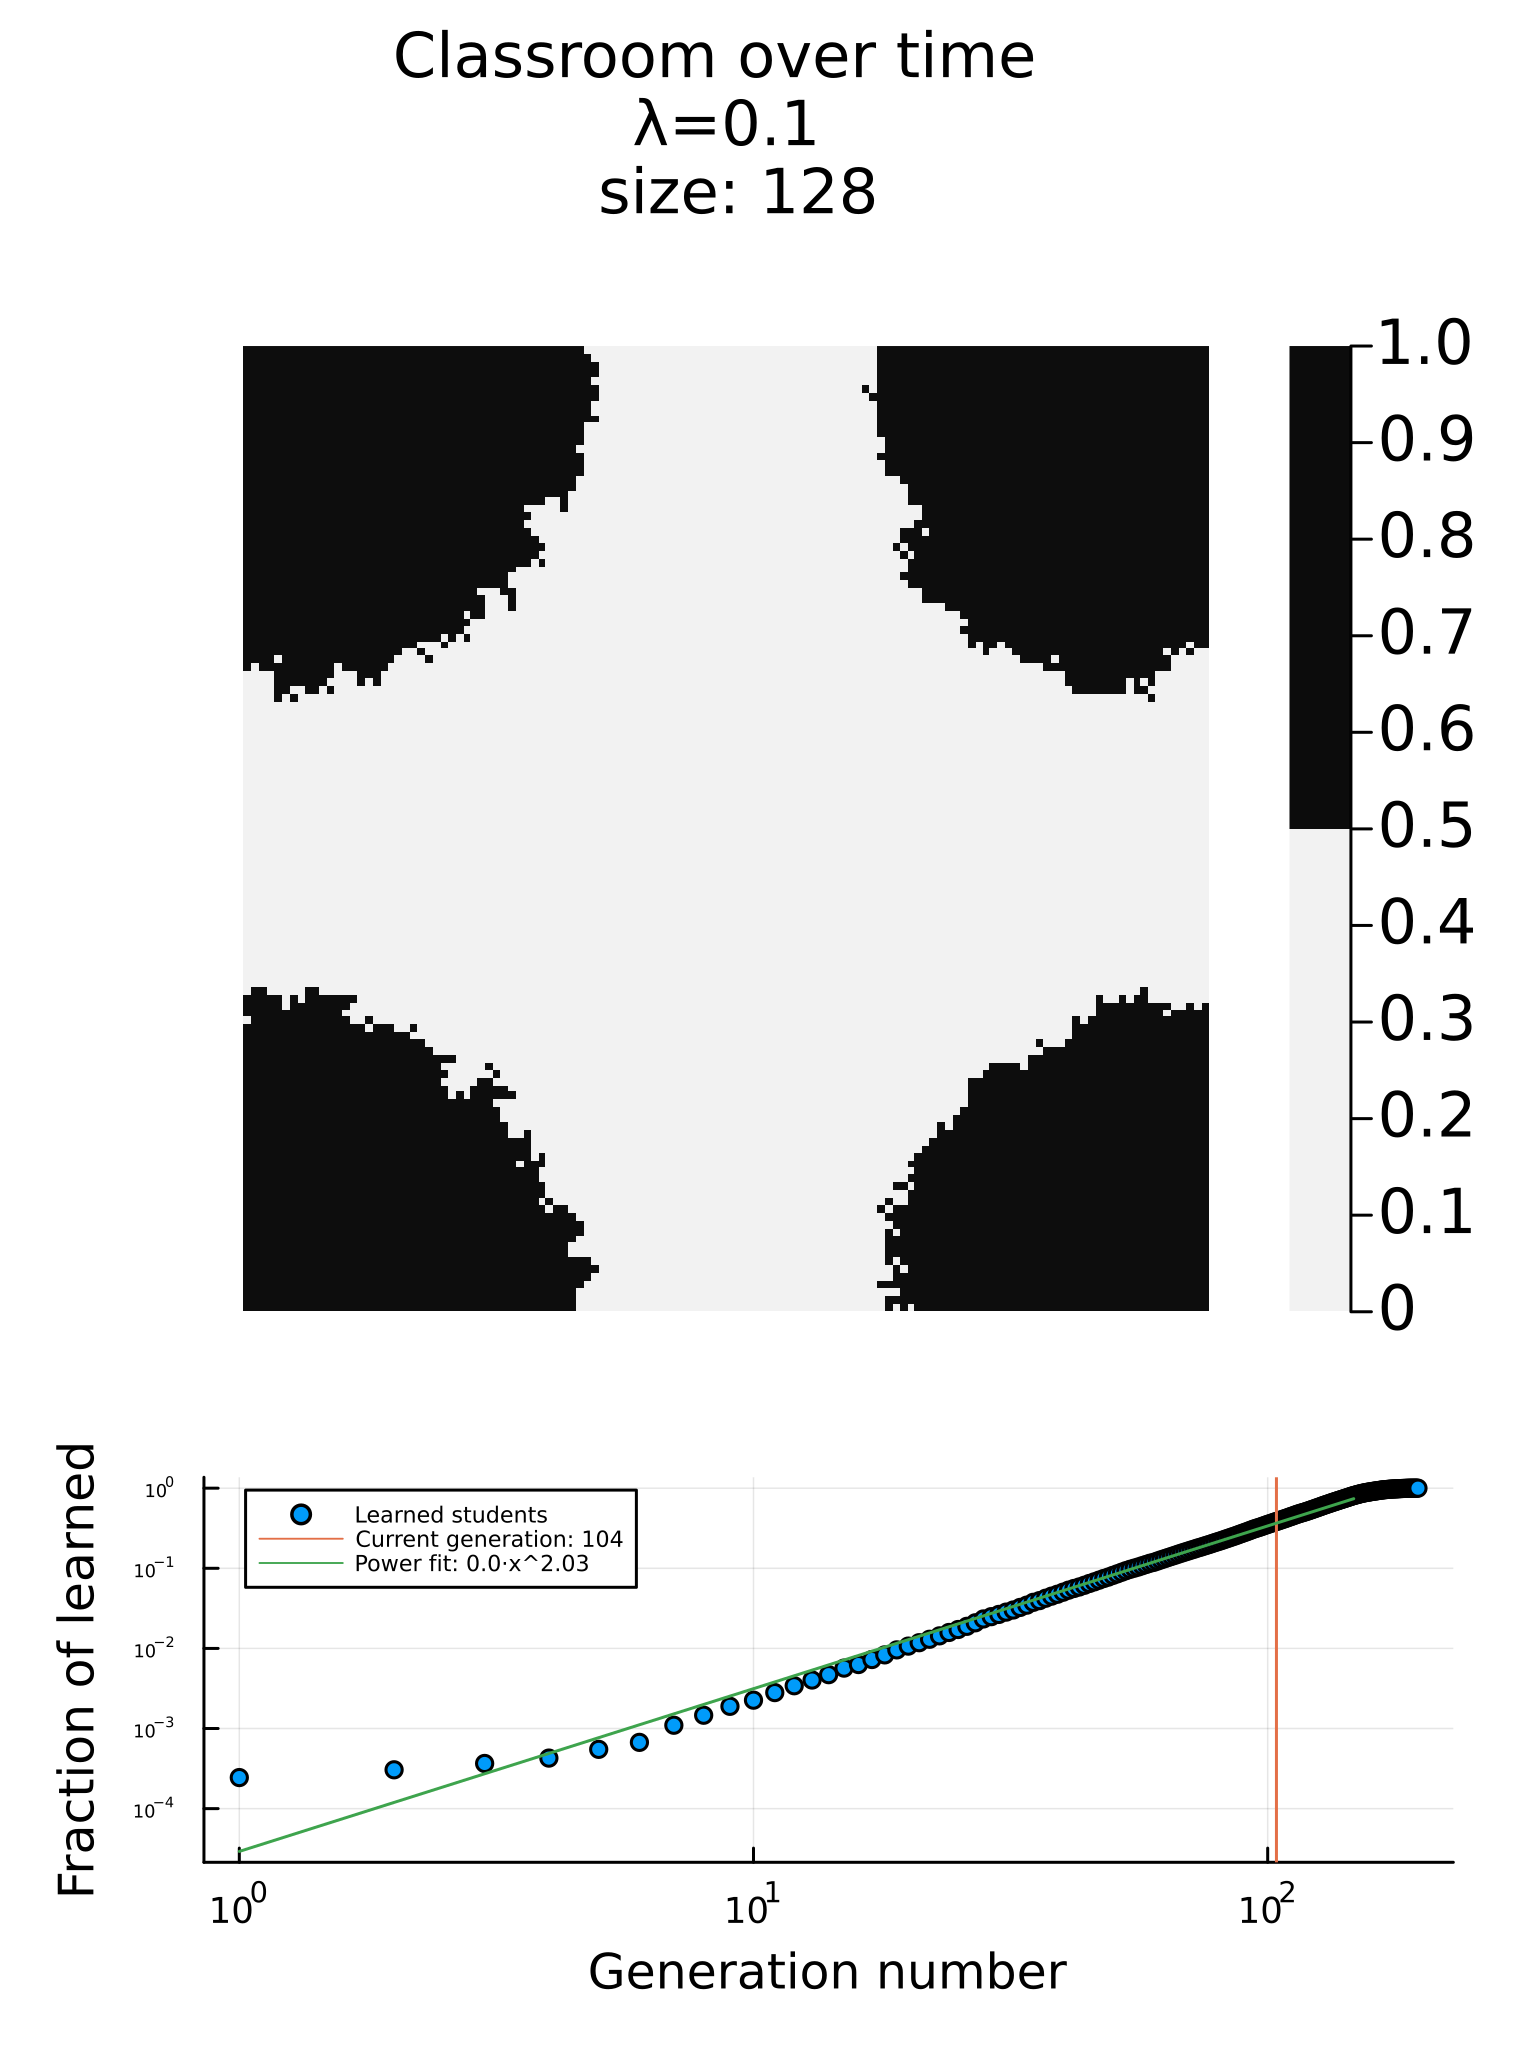 Classroom over time
λ=0.1
size: 128
1.0
0.9
0.8
0.7
0.6
0.5
0.4
0.3
0.2
0.1
0
Fraction of learned
10^0
10^-1
10^-2
10^-3
10^-4
Learned students
Current generation: 104
Power fit: 0.0·x^2.03
10^0 10^1 10^2
Generation number